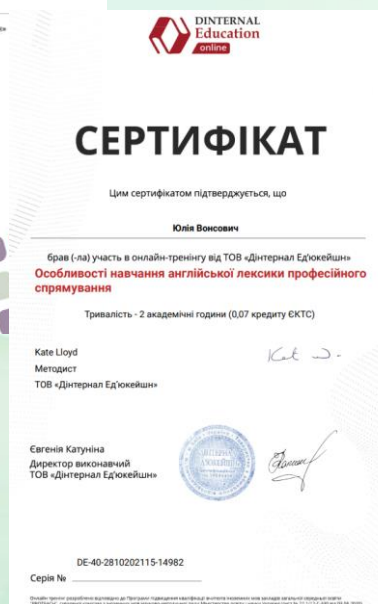 DINTERNAL
Education
online
СЕРТИФІКАТ
Цим сертифікатом підтверджується, що
Юлія Вонсович
брав (-ла) участь в онлайн-тренінгу від ТОВ «Дінтернал Ед'юкейшн»
Особливості навчання англійської лексики професійного
спрямування
Тривалість - 2 академічні години (0,07 кредиту ЄКТС)
Kate Lloyd
Методист
ТОВ «Дінтернал Ед'юкейшн»
Євгенія Катуніна
Директор виконавчий
ТОВ «Дінтернал Ед'юкейшн»
DE-40-2810202115-14982
Серія №